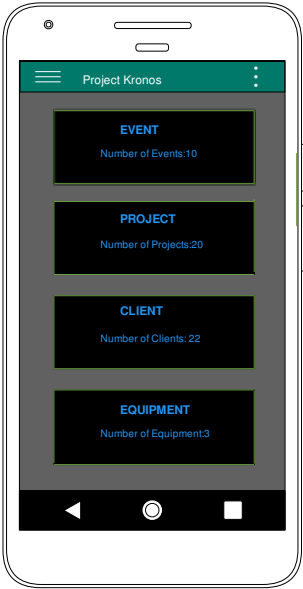 Project Kronos
EVENT
Number of Events:10
PROJECT
Number of Projects:20
CLIENT
Number of Clients: 22
EQUIPMENT
Number of Equipment:3